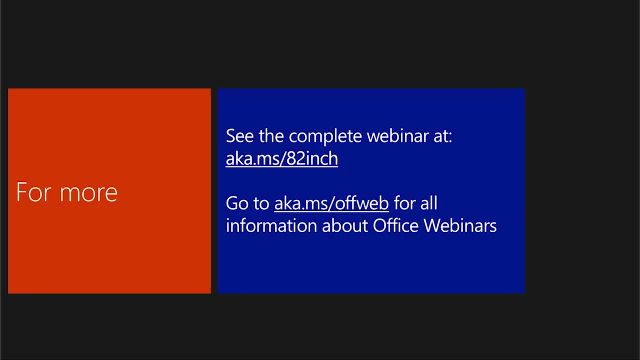 For more
See the complete webinar at:
aka.ms/82inch
Go to aka.ms/offweb for all
information about Office Webinars